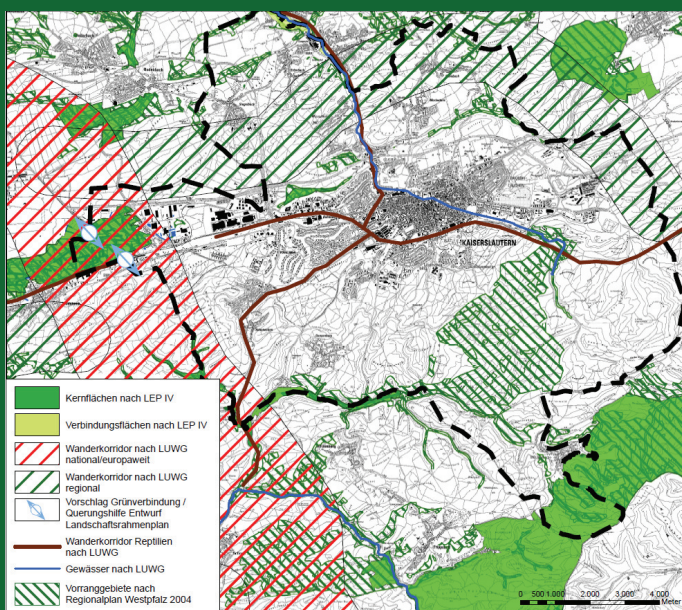 KAISERSLAUTERN
Kernflächen nach LEP IV
Verbindungsflächen nach LEP IV
Wanderkorridor nach LUWG
national/europaweit
Wanderkorridor nach LUWG
regional
Vorschlag Grünverbindung /
Querungshilfe Entwurf
Landschaftsrahmenplan
Wanderkorridor Reptilien
nach LUWG
Gewässer nach LUWG
Vorranggebiete nach
Regionalplan Westpfalz 2004
0 500 1.000 2.000 3.000 4.000
Meter